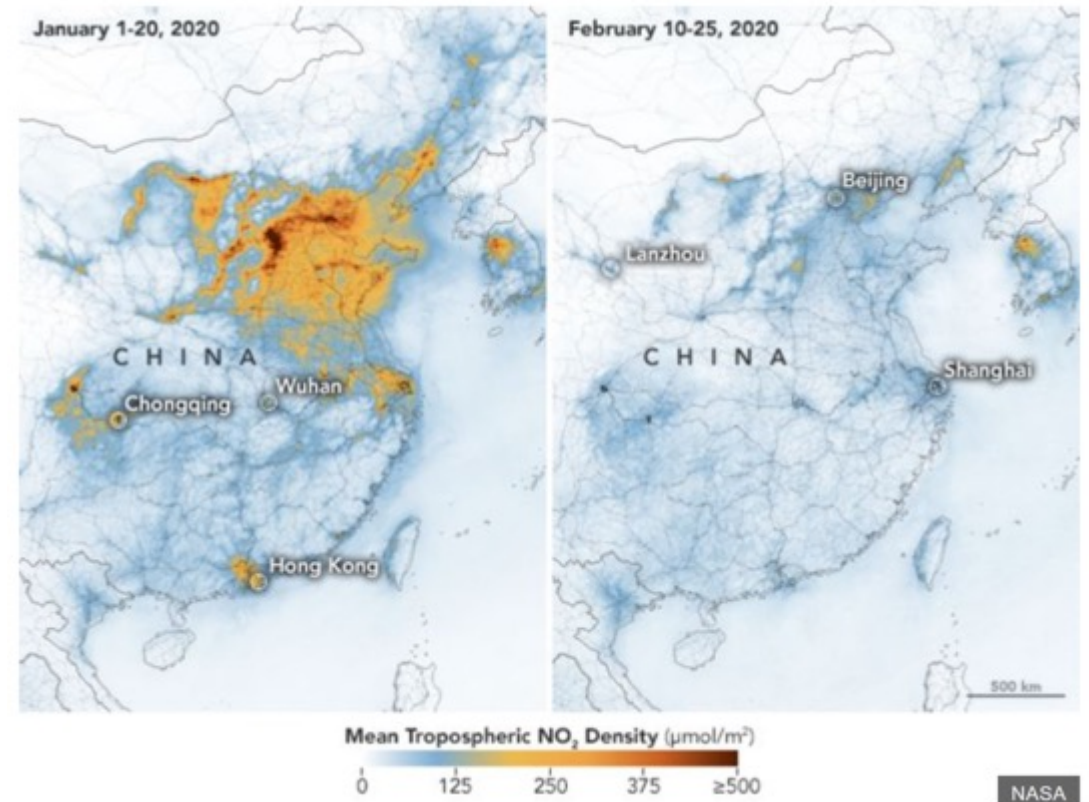 January 1-20, 2020
CHINA
Wuhan
Chongqing
Hong Kong
February 10-25, 2020
Beijing
Lanzhou
CHINA
Shanghai
500 km
Mean Tropospheric NO₂ Density (μmol/m²)
0 125 250 375 ≥500
NASA